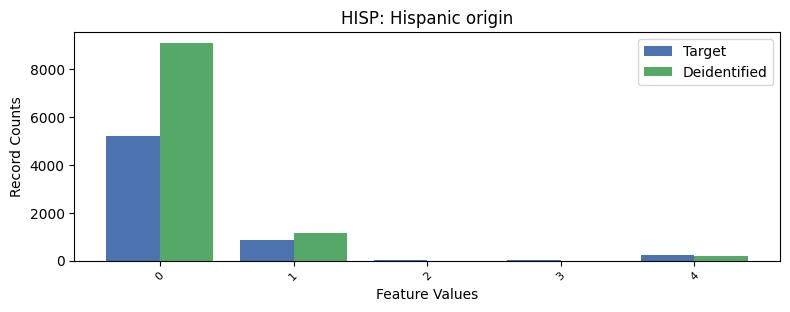 HISP: Hispanic origin
Target
Deidentified
Record Counts
8000
6000
4000
2000
0
0 1 2 3 4
Feature Values